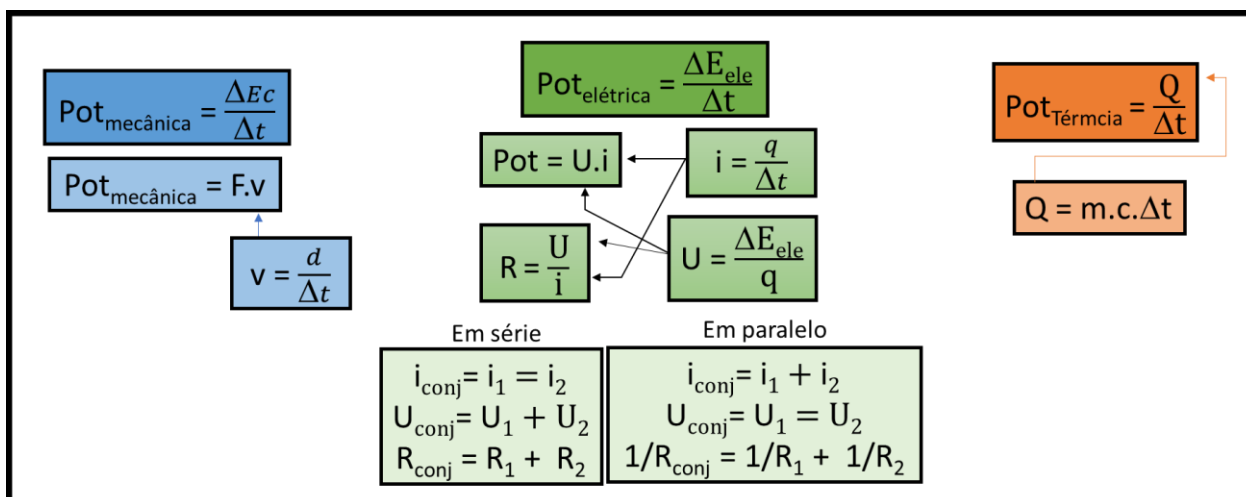 Pot_mecânica = ΔEc/Δt
Pot_mecânica = F.v
v = d/Δt
Pot_elétrica = ΔE_ele/Δt
Pot = U.i
i = q/Δt
R = U/i
U = ΔE_ele/q
Em série
i_conj= i_1 = i_2
U_conj= U_1 + U_2
R_conj = R_1 + R_2
Em paralelo
i_conj= i_1 + i_2
U_conj= U_1 = U_2
1/R_conj = 1/R_1 + 1/R_2
Pot_Térmcia = Q/Δt
Q = m.c.Δt